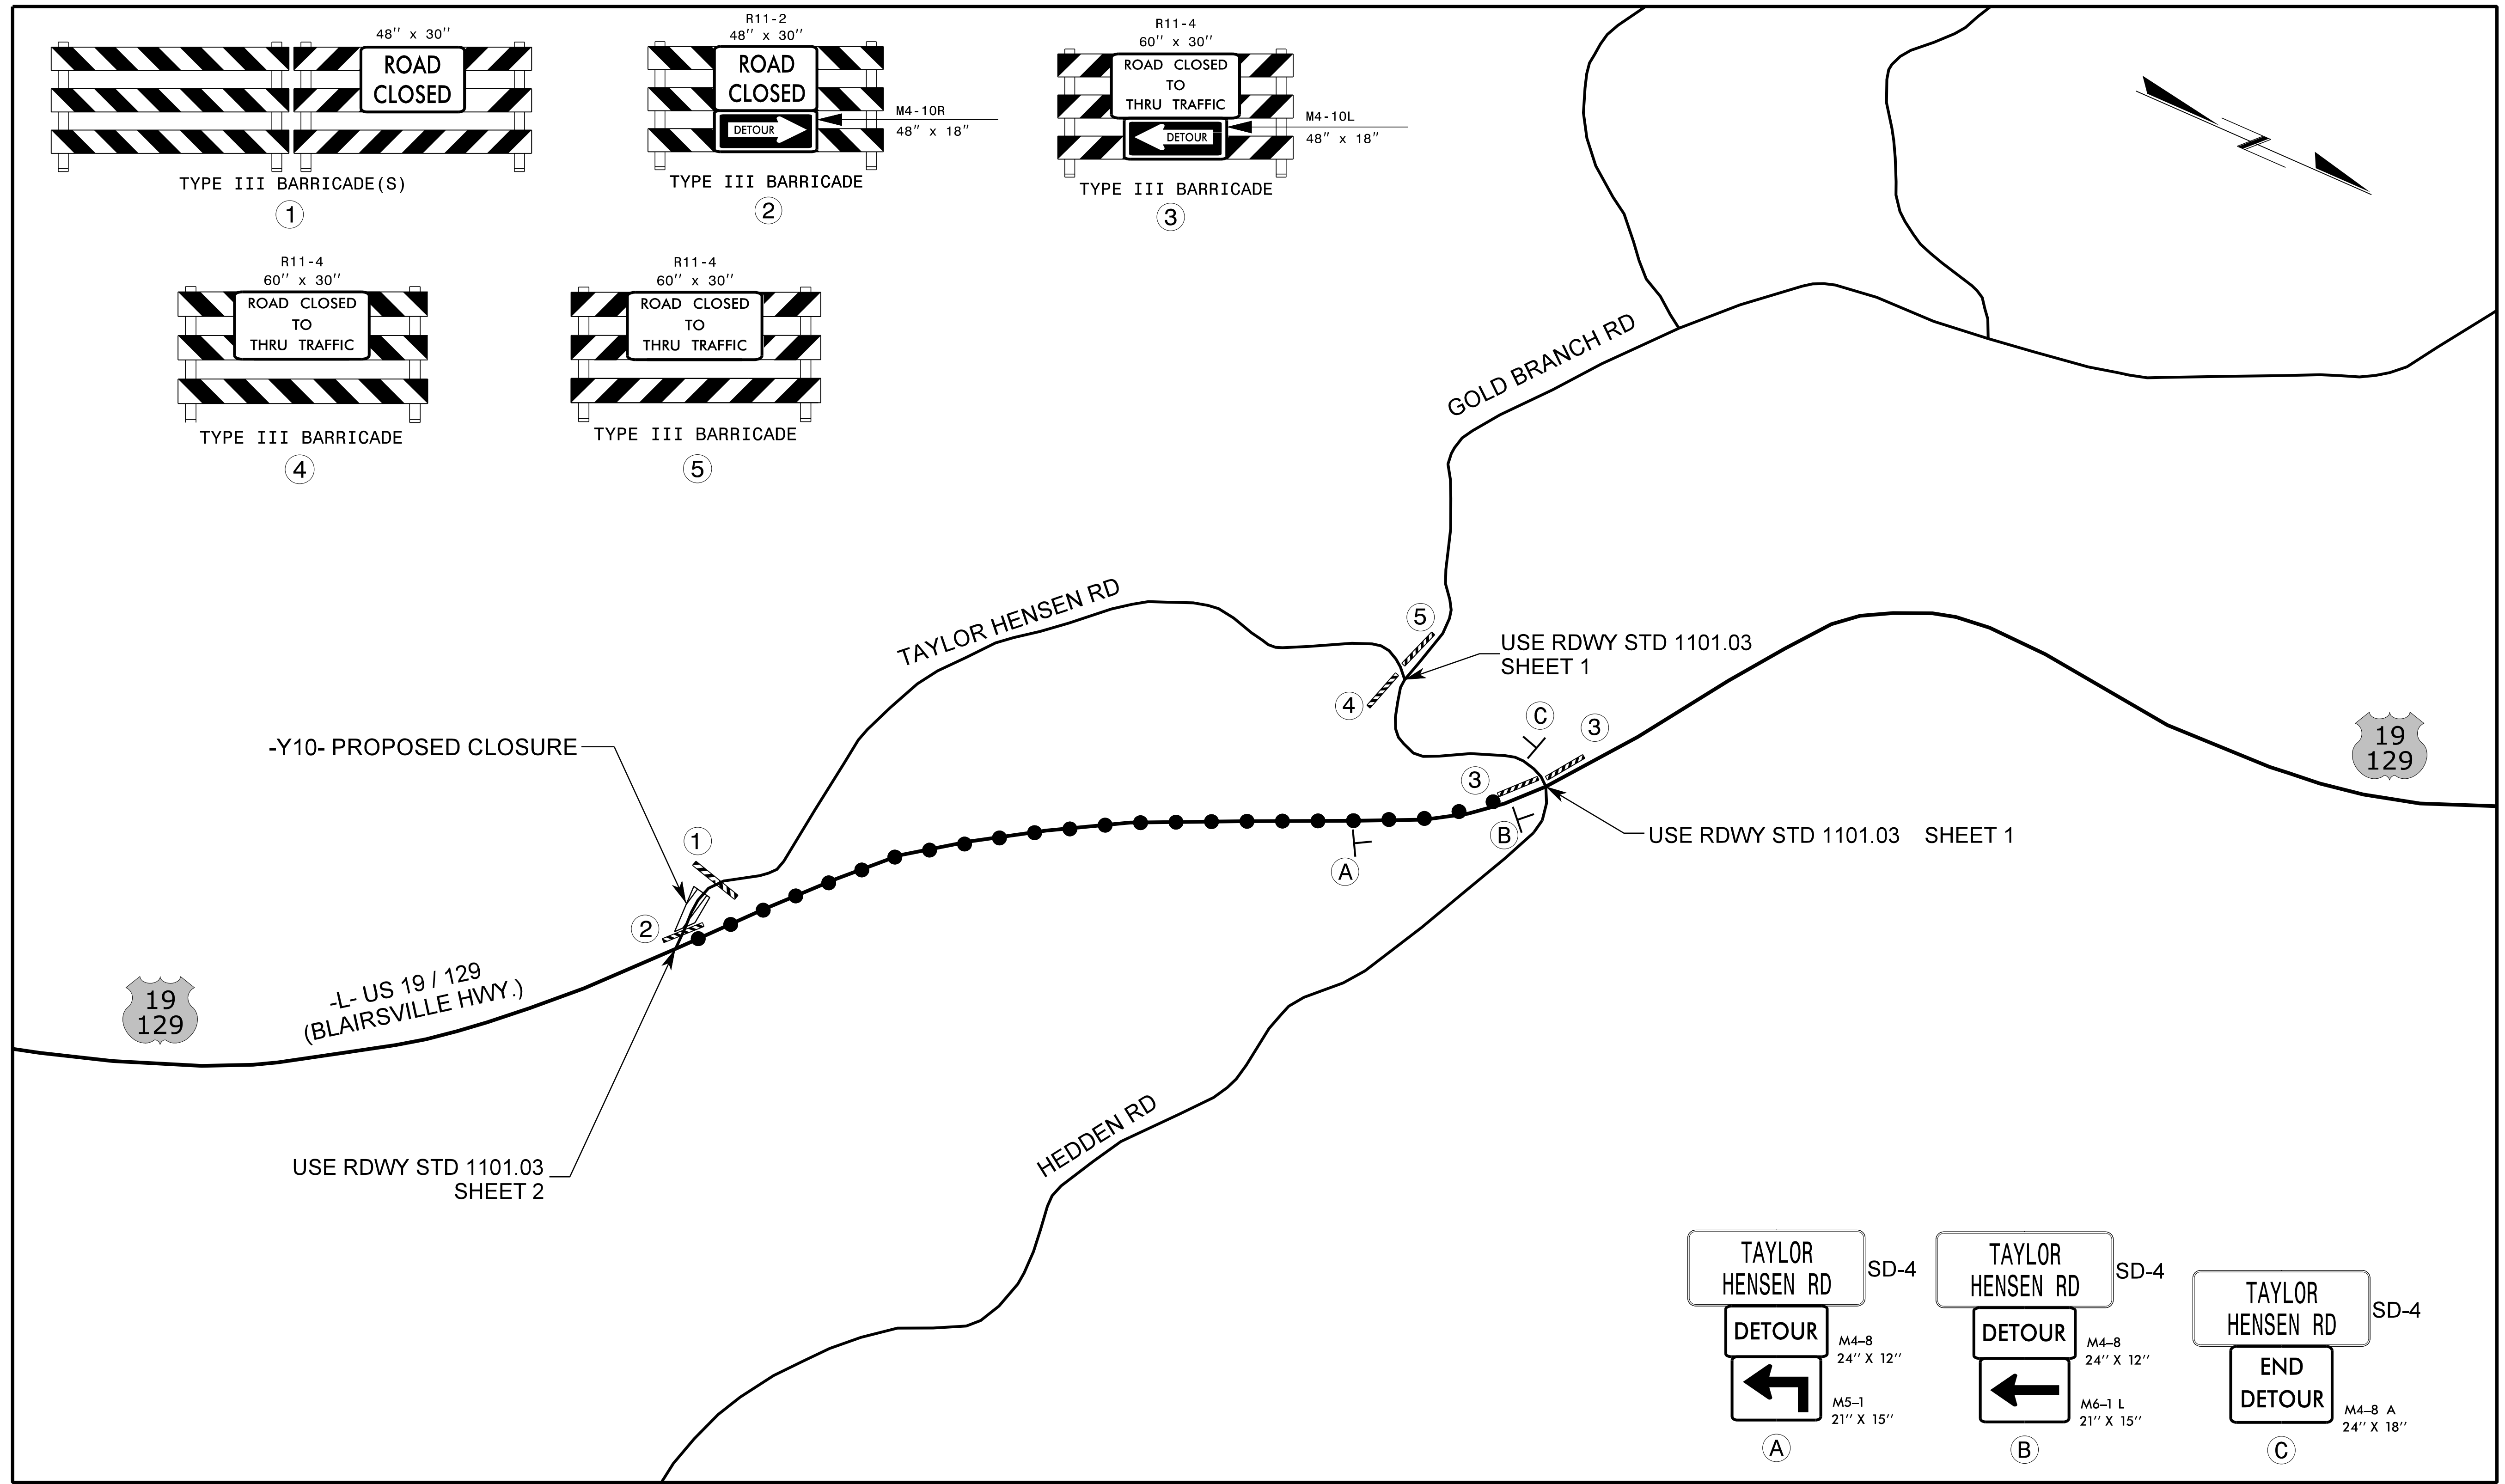 48" x 30"
ROAD
CLOSED
TYPE III BARRICADE(S)
1
R11-2
48" x 30"
ROAD
CLOSED
DETOUR
M4-10R
48" x 18"
TYPE III BARRICADE
2
R11-4
60" x 30"
ROAD CLOSED
TO
THRU TRAFFIC
DETOUR
M4-10L
48" x 18"
TYPE III BARRICADE
3
R11-4
60" x 30"
ROAD CLOSED
TO
THRU TRAFFIC
TYPE III BARRICADE
4
R11-4
60" x 30"
ROAD CLOSED
TO
THRU TRAFFIC
TYPE III BARRICADE
5
GOLD BRANCH RD
TAYLOR HENSEN RD
5
USE RDWY STD 1101.03
SHEET 1
4
C
3
3
B
A
19
129
-Y10- PROPOSED CLOSURE
USE RDWY STD 1101.03 SHEET 1
1
2
-L- US 19 / 129
(BLAIRSVILLE HWY.)
19
129
USE RDWY STD 1101.03
SHEET 2
HEDDEN RD
TAYLOR
HENSEN RD
SD-4
DETOUR
M4-8
24" X 12"
M5-1
21" X 15"
A
TAYLOR
HENSEN RD
SD-4
DETOUR
M4-8
24" X 12"
M6-1 L
21" X 15"
B
TAYLOR
HENSEN RD
SD-4
END
DETOUR
M4-8 A
24" X 18"
C